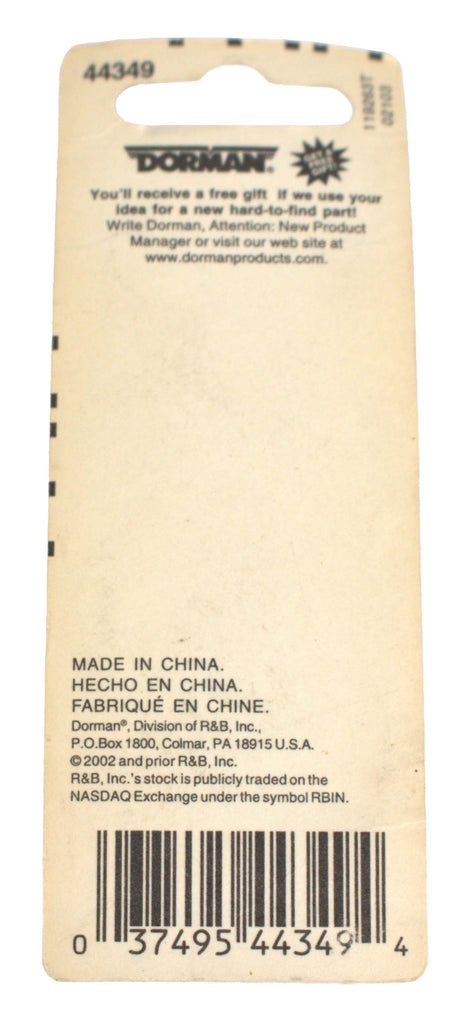 44349
119263T
02103
DORMAN®
You'll receive a free gift if we use your
idea for a new hard-to-find part!
Write Dorman, Attention: New Product
Manager or visit our web site at
www.dormanproducts.com.
MADE IN CHINA.
HECHO EN CHINA.
FABRIQUÉ EN CHINE.
Dorman®, Division of R&B, Inc.,
P.O.Box 1800, Colmar, PA 18915 U.S.A.
©2002 and prior R&B, Inc.
R&B, Inc.'s stock is publicly traded on the
NASDAQ Exchange under the symbol RBIN.
0 37495 44349 4